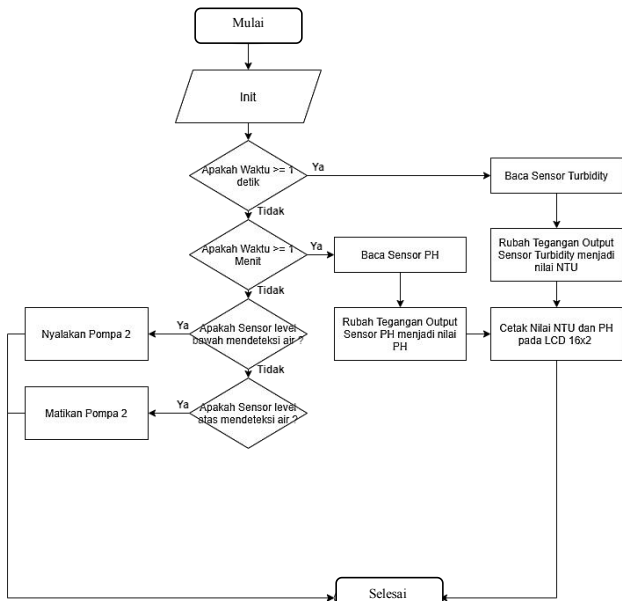 Mulai
Init
Apakah Waktu >= 1
detik
Ya
Baca Sensor Turbidity
Tidak
Rubah Tegangan Output
Sensor Turbidity menjadi
nilai NTU
Apakah Waktu >= 1
Menit
Ya
Baca Sensor PH
Tidak
Nyalakan Pompa 2
Ya
Apakah Sensor level
bawah mendeteksi air ?
Rubah Tegangan Output
Sensor PH menjadi nilai
PH
Cetak Nilai NTU dan PH
pada LCD 16x2
Tidak
Matikan Pompa 2
Ya
Apakah Sensor level
atas mendeteksi air ?
Selesai